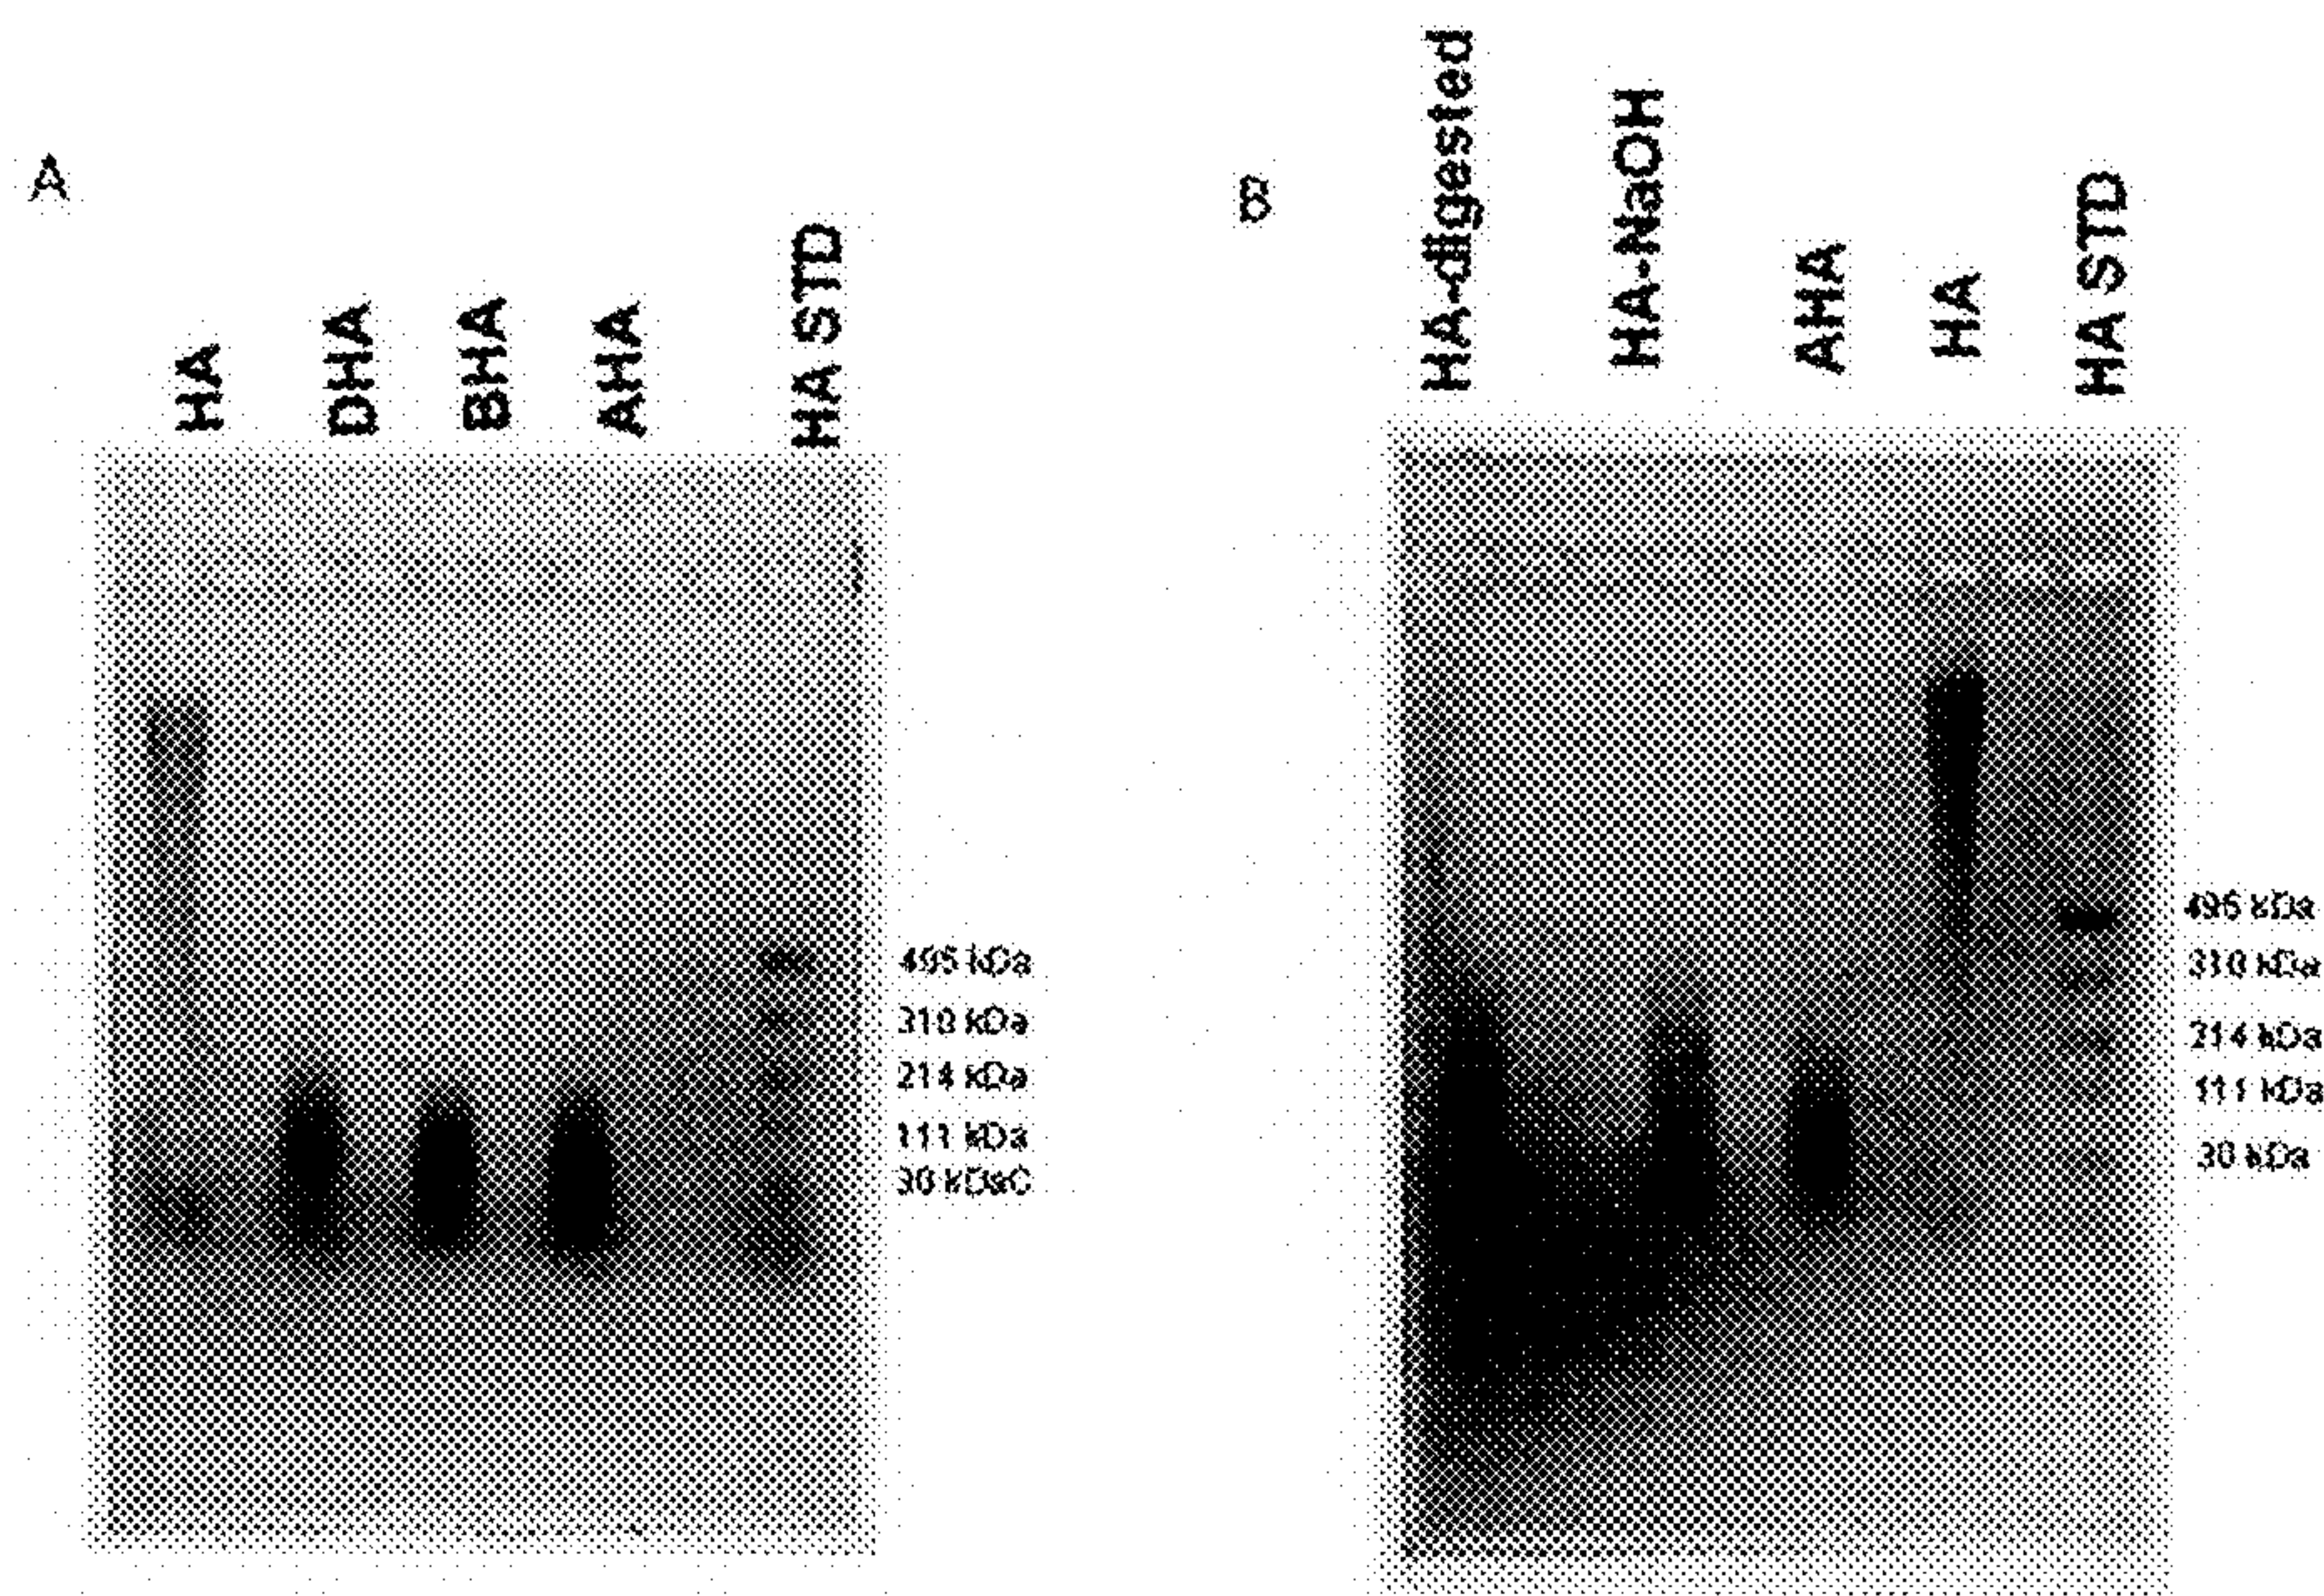 A
HA
DHA
BHA
AHA
HA STD
495 kDa
310 kDa
214 kDa
111 kDa
30 kDaC
B
HA-digested
HA-NaOH
AHA
HA
HA STD
495 kDa
310 kDa
214 kDa
111 kDa
30 kDa